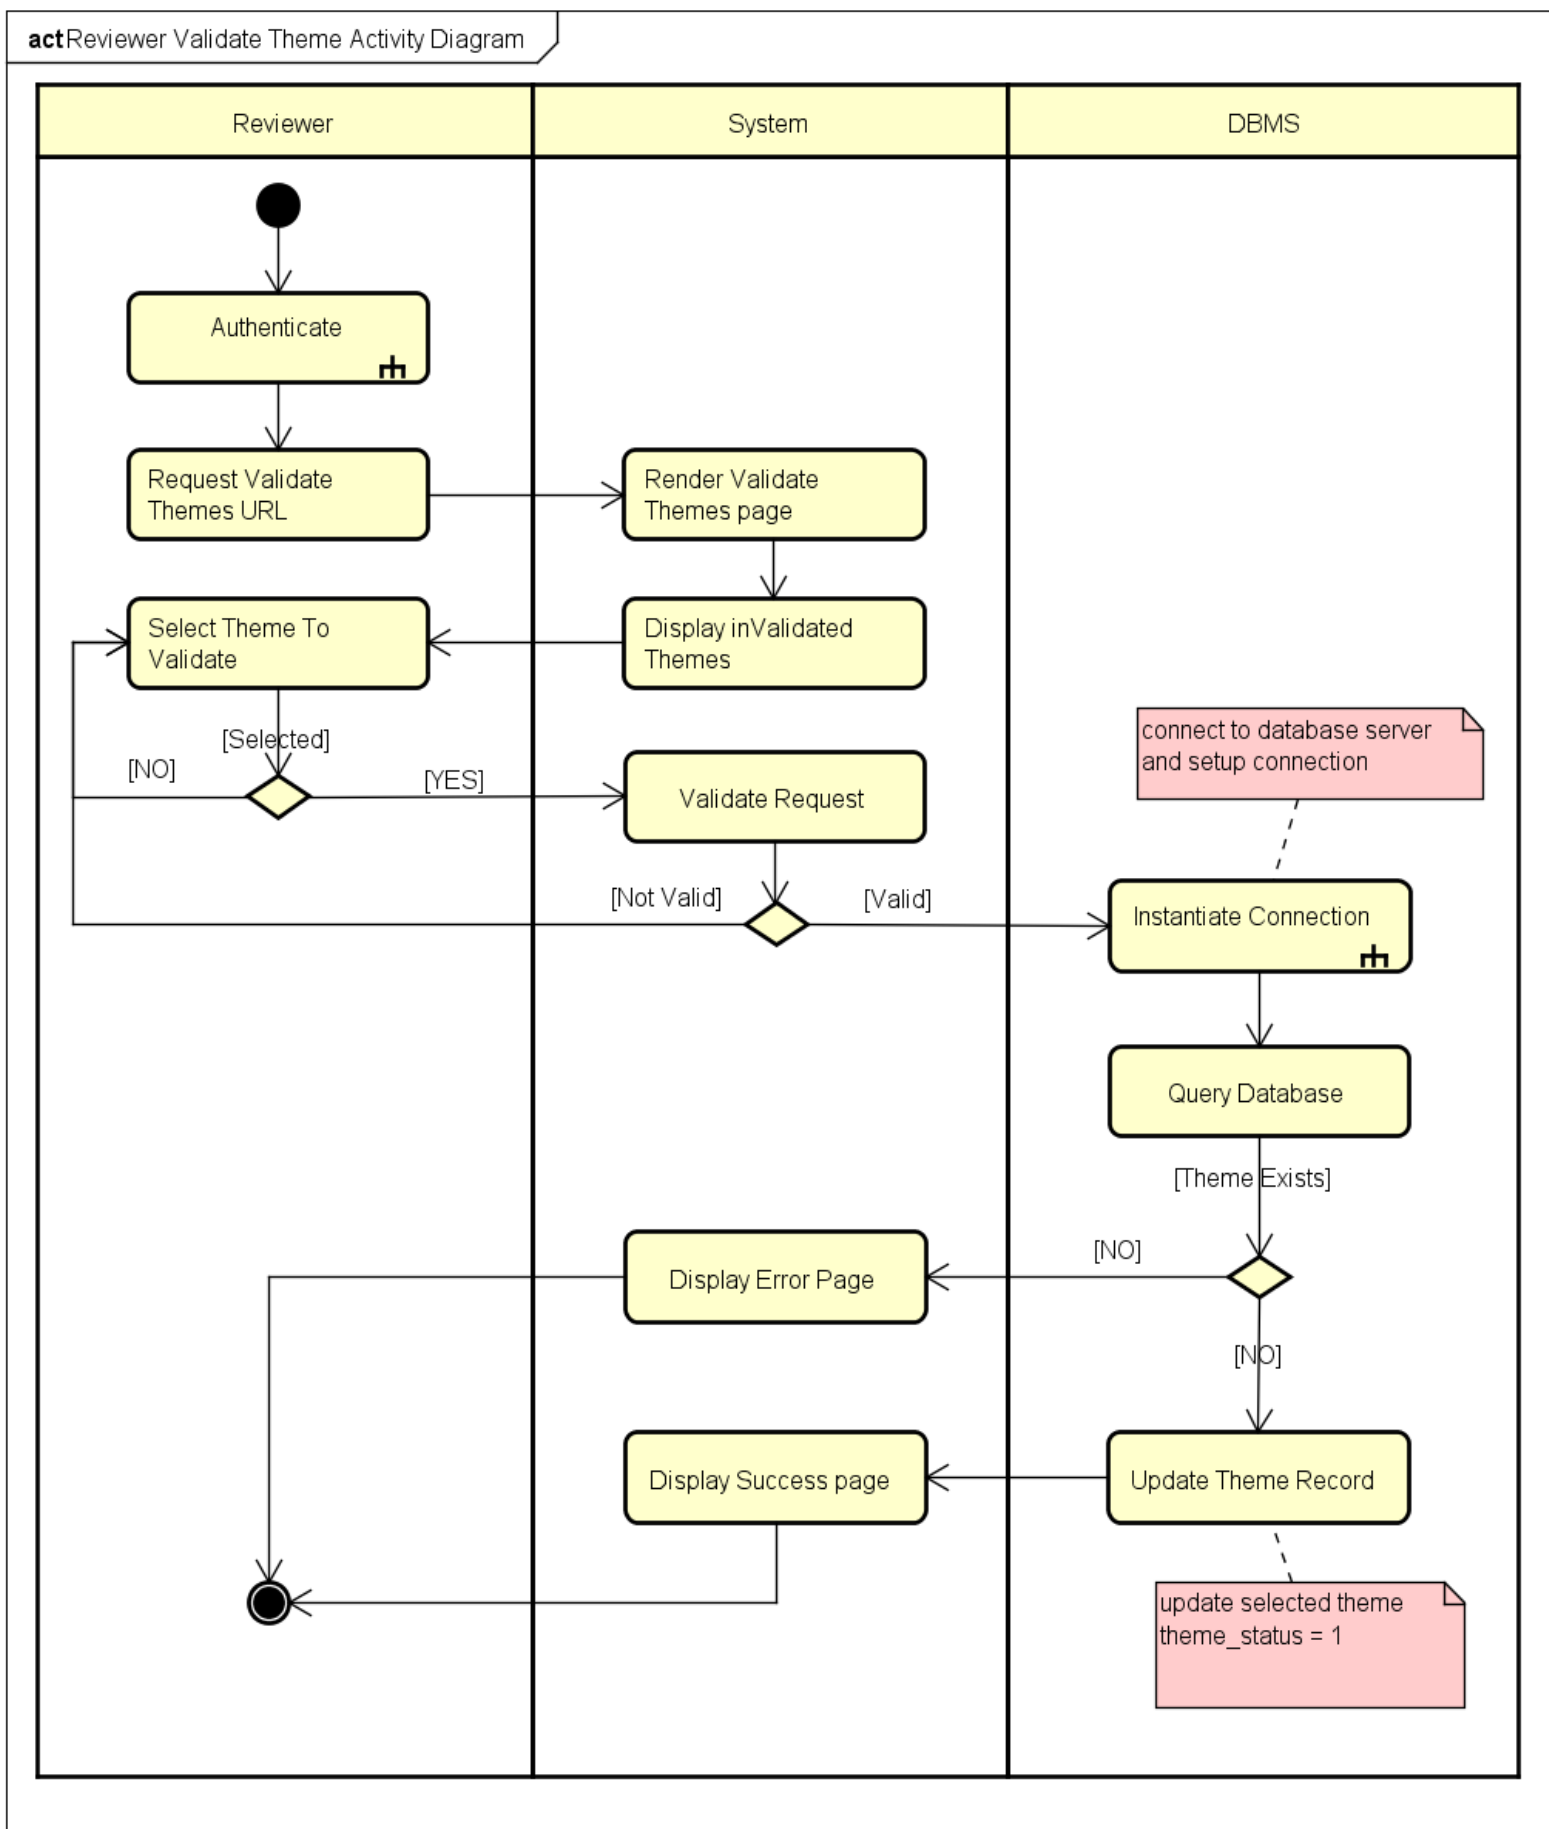 act Reviewer Validate Theme Activity Diagram
Reviewer
System
DBMS
Authenticate
Request Validate
Themes URL
Render Validate
Themes page
Select Theme To
Validate
Display inValidated
Themes
[Selected]
[NO]
[YES]
Validate Request
connect to database server
and setup connection
[Not Valid]
[Valid]
Instantiate Connection
Query Database
[Theme Exists]
[NO]
Display Error Page
[NO]
Display Success page
Update Theme Record
update selected theme
theme_status = 1